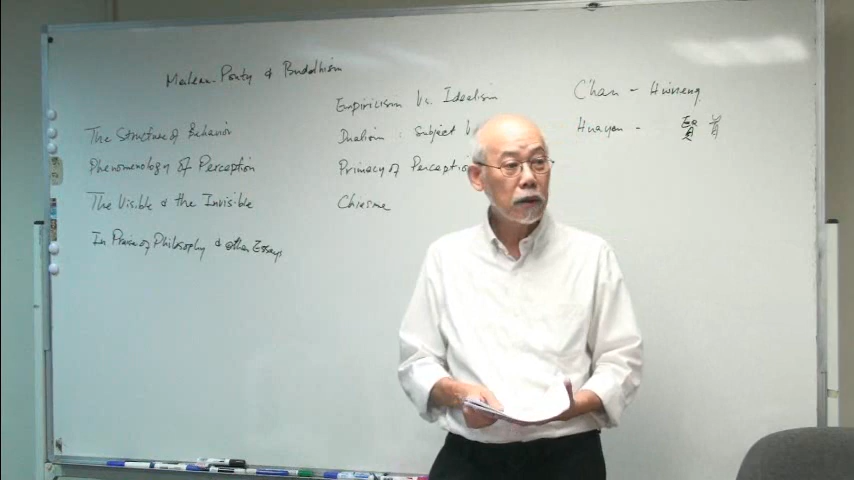 Merleau-Ponty & Buddhism
The Structure of Behavior
Phenomenology of Perception
The Visible & the Invisible
In Praise of Philosophy & other Essays
Empiricism Vs. Idealism
Dualism : Subject V
Primacy of Perceptio
Chiasme
Ch'an - Huineng
Huayen -